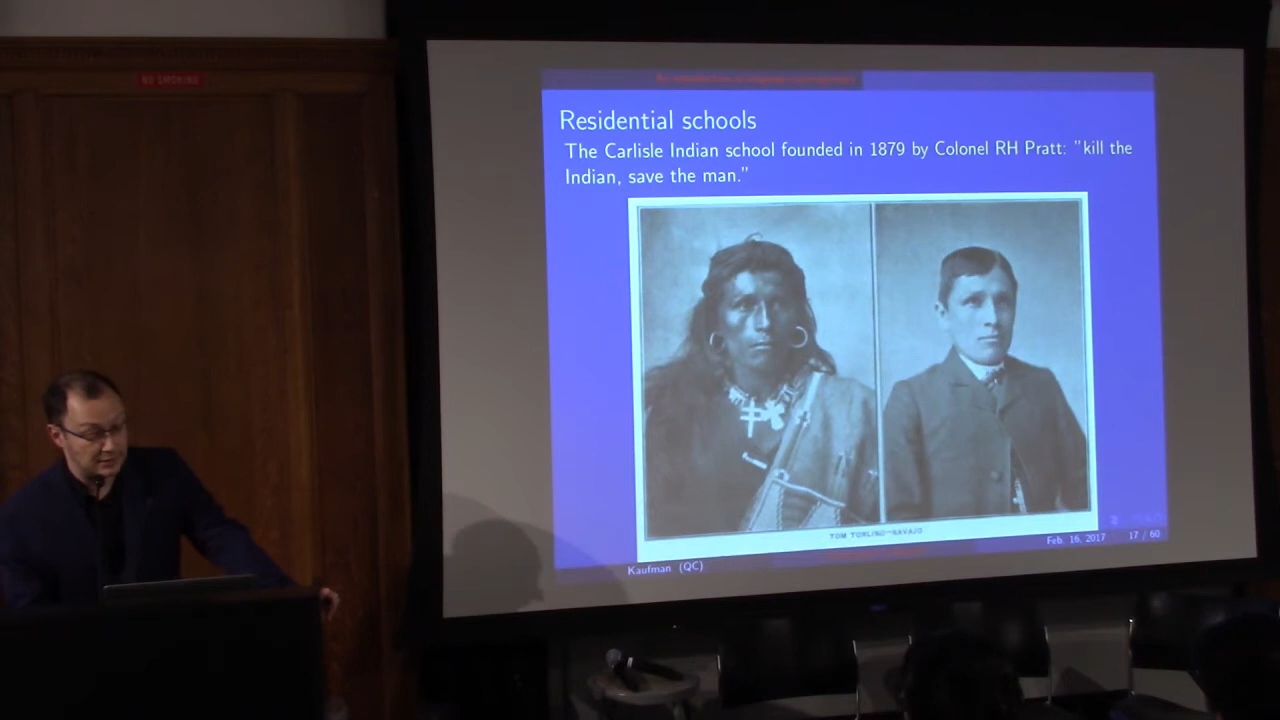 NO SMOKING
Residential schools
The Carlisle Indian school founded in 1879 by Colonel RH Pratt: "kill the
Indian, save the man."
TOM TORLINO—NAVAJO
Kaufman (QC)
Feb. 16, 2017
17 / 60